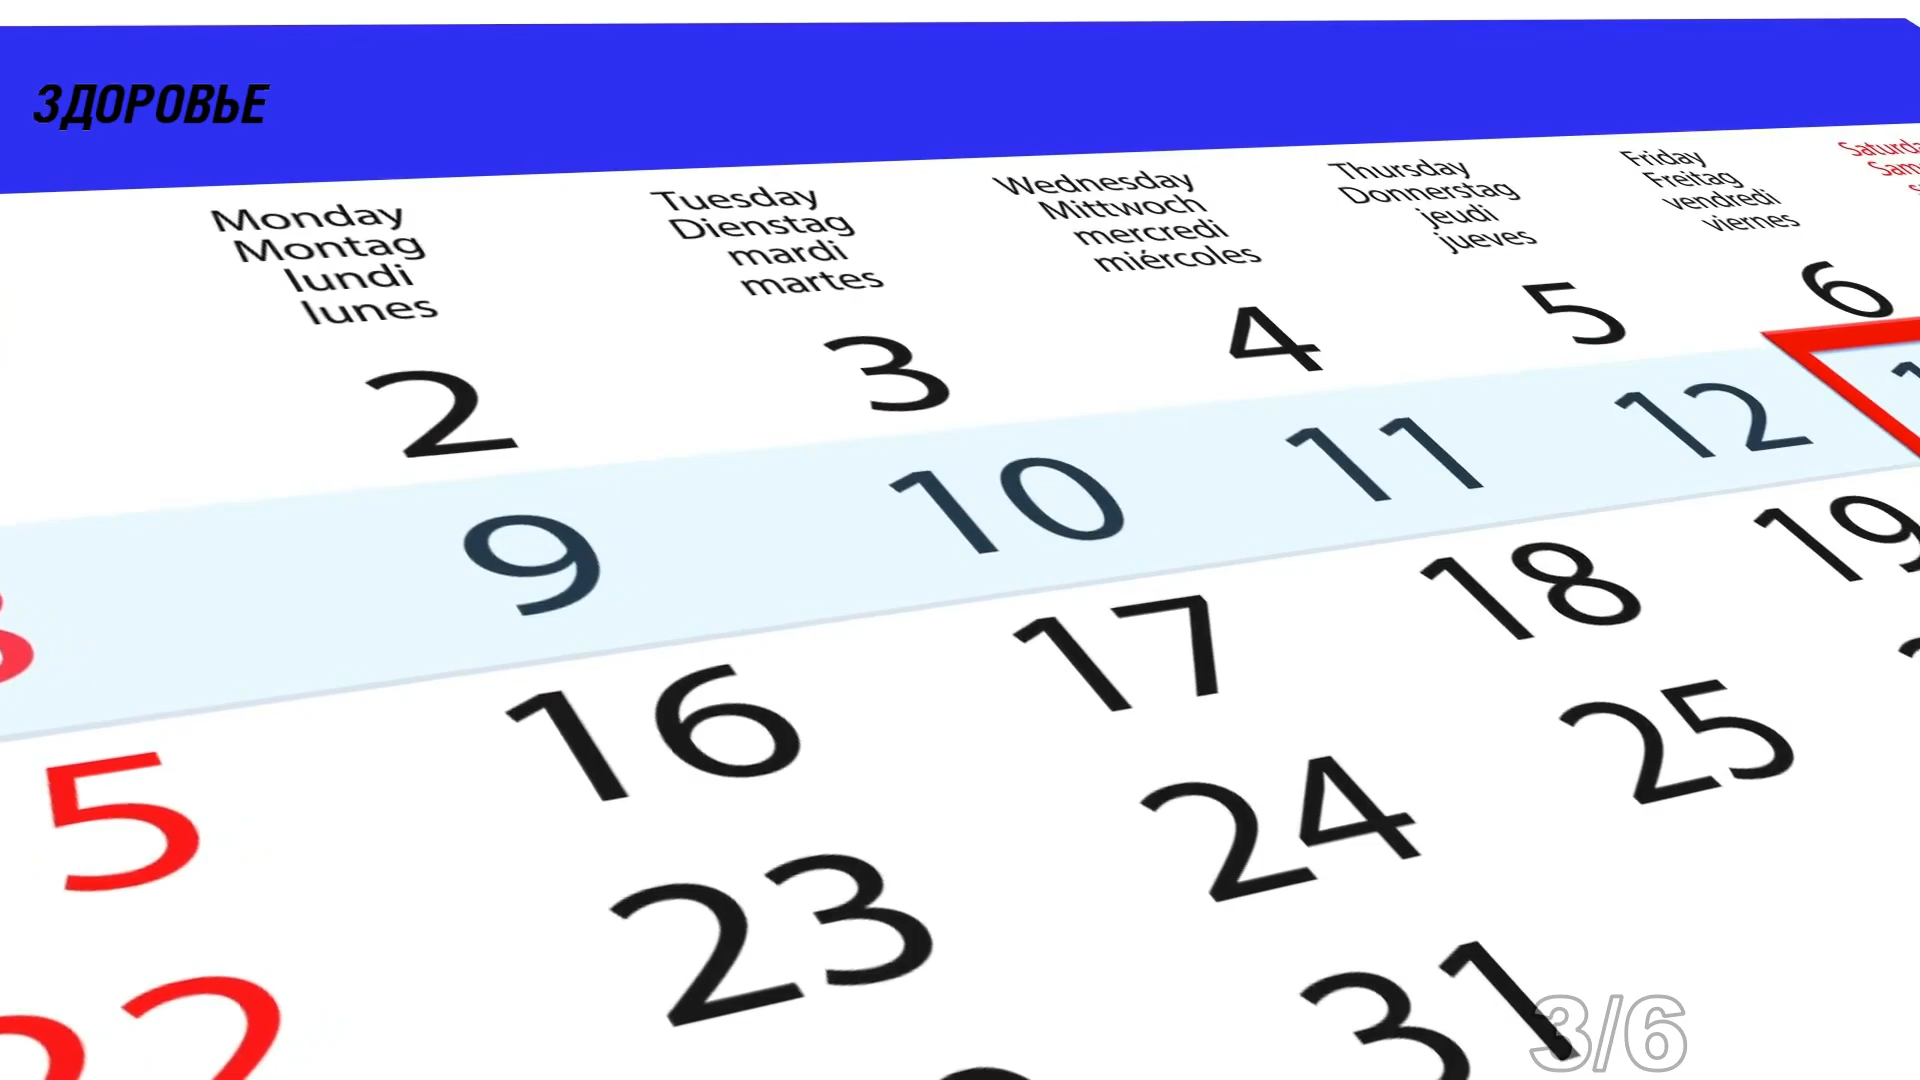 ЗДОРОВЬЕ
Monday Tuesday Wednesday Thursday Friday
Montag Dienstag Mittwoch Donnerstag Freitag
lundi mardi mercredi jeudi vendredi
lunes martes miércoles jueves viernes
2 3 4 5 6
9 10 11 12
5 16 17 18 19
22 23 24 25
31
3/6